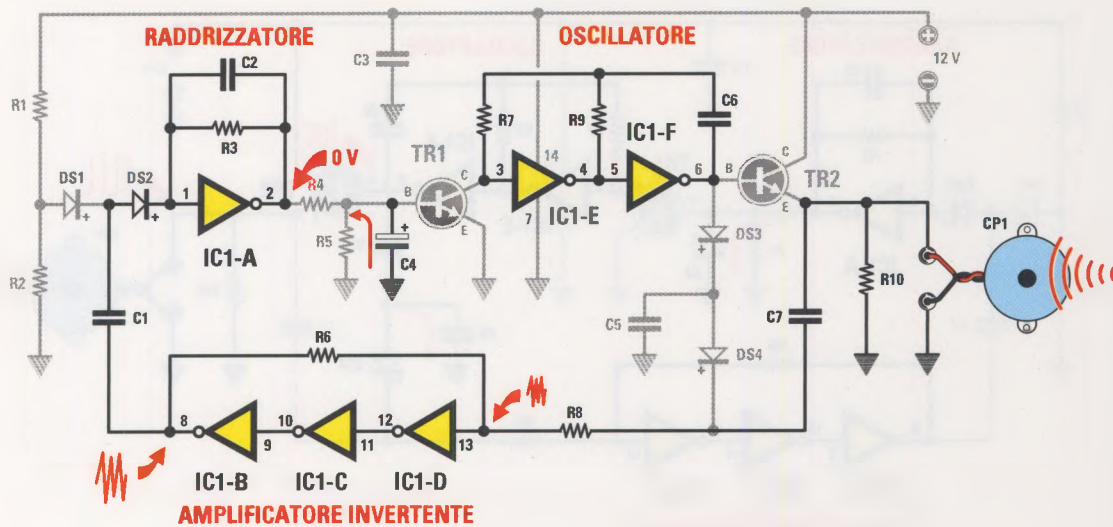 RADDRIZZATORE
OSCILLATORE
C2
C3
+
12 V
-
R1
R3
R7
R9
C6
IC1-F
TR1
0 V
DS1
+
DS2
+
1
2
R4
B
C
E
3
14
4
5
6
B
C
E
TR2
7
IC1-E
IC1-A
R5
+
C4
DS3
+
CP1
R2
R10
C1
C5
C7
R6
DS4
+
8
10
12
R8
9
11
13
IC1-B
IC1-C
IC1-D
AMPLIFICATORE INVERTENTE